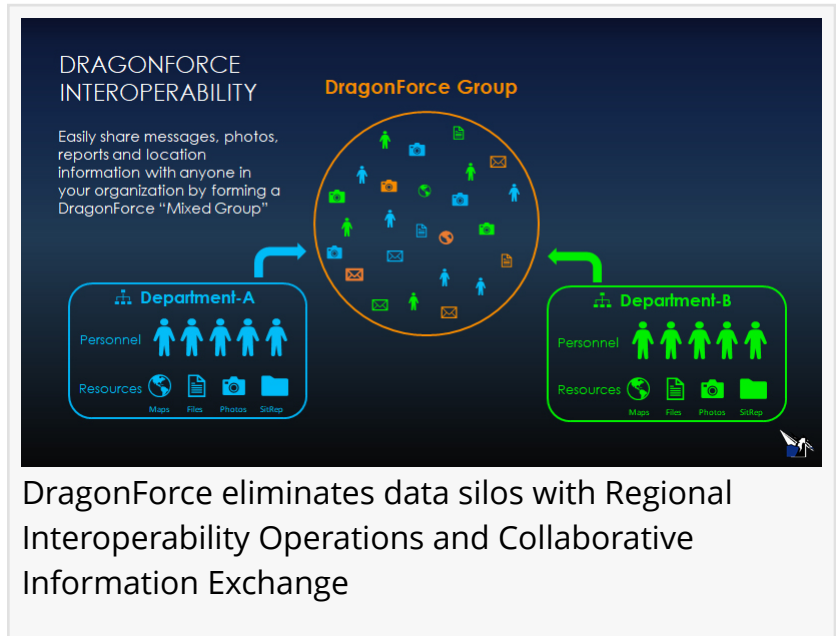 DRAGONFORCE
INTEROPERABILITY
Easily share messages, photos,
reports and location
information with anyone in
your organization by forming a
DragonForce “Mixed Group”
DragonForce Group
Department-A
Personnel
Resources
Maps Files Photos SitRep
Department-B
Personnel
Resources
Maps Files Photos SitRep
DragonForce eliminates data silos with Regional
Interoperability Operations and Collaborative
Information Exchange